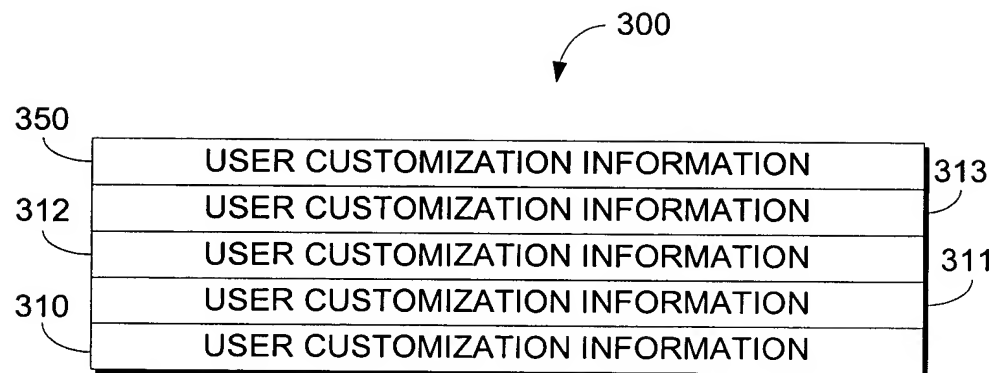 300
350
USER CUSTOMIZATION INFORMATION
313
USER CUSTOMIZATION INFORMATION
312
USER CUSTOMIZATION INFORMATION
311
USER CUSTOMIZATION INFORMATION
310
USER CUSTOMIZATION INFORMATION